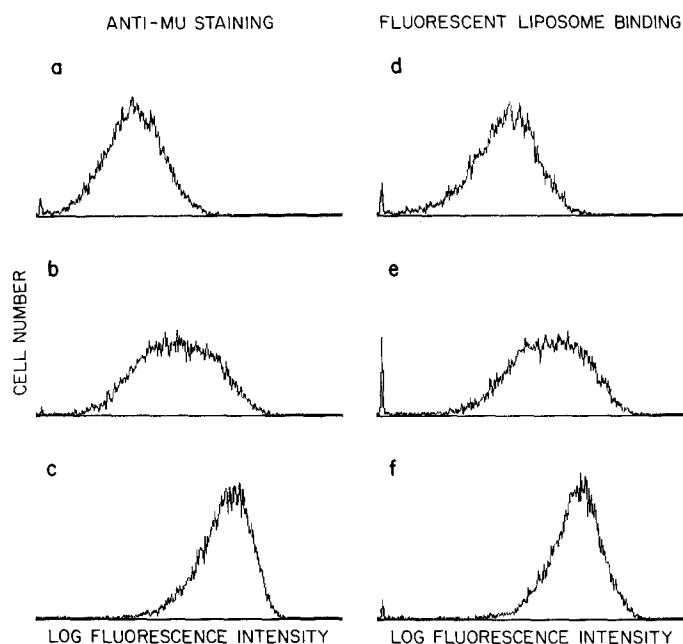 ANTI-MU STAINING
FLUORESCENT LIPOSOME BINDING
a
d
b
e
c
f
CELL NUMBER
LOG FLUORESCENCE INTENSITY
LOG FLUORESCENCE INTENSITY